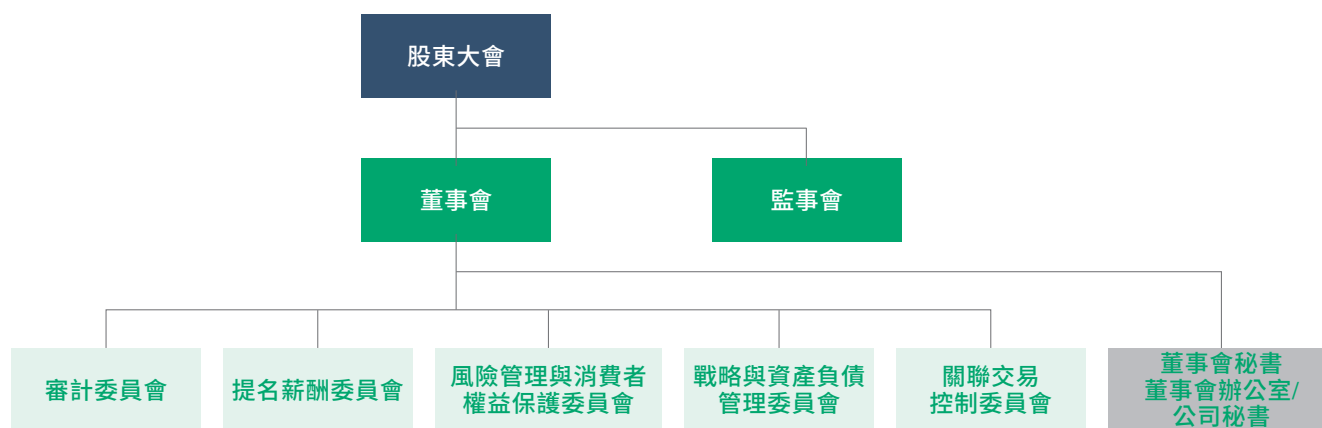 股東大會
董事會
監事會
審計委員會
提名薪酬委員會
風險管理與消費者
權益保護委員會
戰略與資產負債
管理委員會
關聯交易
控制委員會
董事會秘書
董事會辦公室/
公司秘書